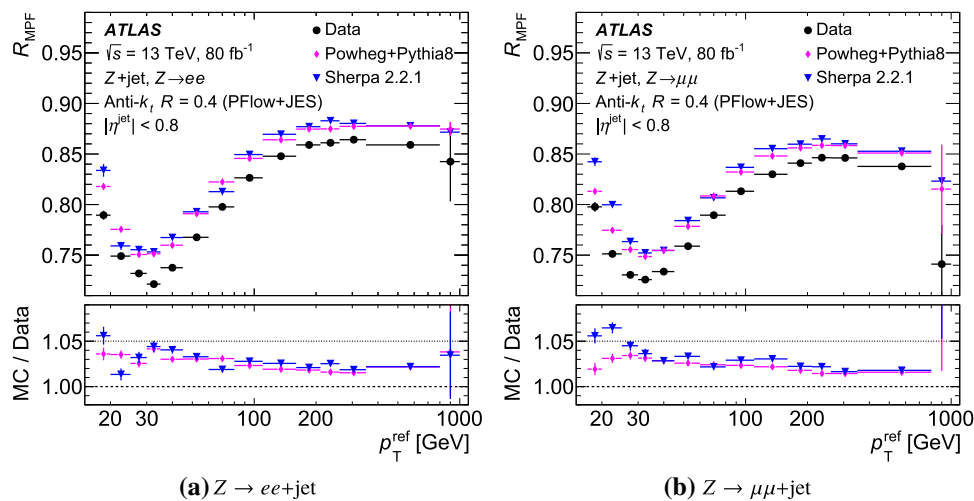 R_MPF
0.95
0.90
0.85
0.80
0.75
ATLAS
√s = 13 TeV, 80 fb⁻¹
Z+jet, Z→ee
Anti-k_t R = 0.4 (PFlow+JES)
|η^jet| < 0.8
Data
Powheg+Pythia8
Sherpa 2.2.1
MC / Data
1.05
1.00
20 30 100 200 1000
p_T^ref [GeV]
(a) Z → ee+jet
R_MPF
0.95
0.90
0.85
0.80
0.75
ATLAS
√s = 13 TeV, 80 fb⁻¹
Z+jet, Z→μμ
Anti-k_t R = 0.4 (PFlow+JES)
|η^jet| < 0.8
Data
Powheg+Pythia8
Sherpa 2.2.1
MC / Data
1.05
1.00
20 30 100 200 1000
p_T^ref [GeV]
(b) Z → μμ+jet